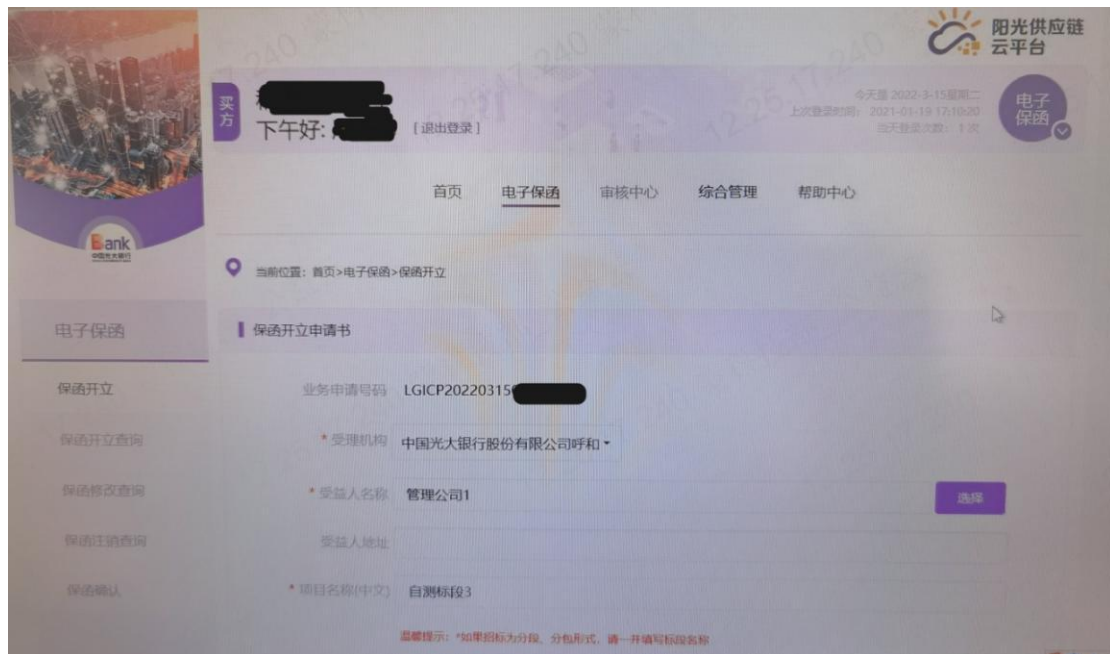 阳光供应链
云平台
买方
下午好:
[退出登录]
今天是 2022-3-15星期二
上次登录时间: 2021-01-19 17:10:20
当天登录次数: 1 次
电子
保函
首页 电子保函 审核中心 综合管理 帮助中心
Bank
中国光大银行
当前位置: 首页>电子保函>保函开立
电子保函
保函开立
保函开立查询
保函修改查询
保函注销查询
保函确认
保函开立申请书
业务申请号码 LGICP20220315
* 受理机构 中国光大银行股份有限公司呼和
* 受益人名称 管理公司1 选择
受益人地址
* 项目名称(中文) 自测标段3
温馨提示: *如果招标为分段、分包形式, 请一并填写标段名称